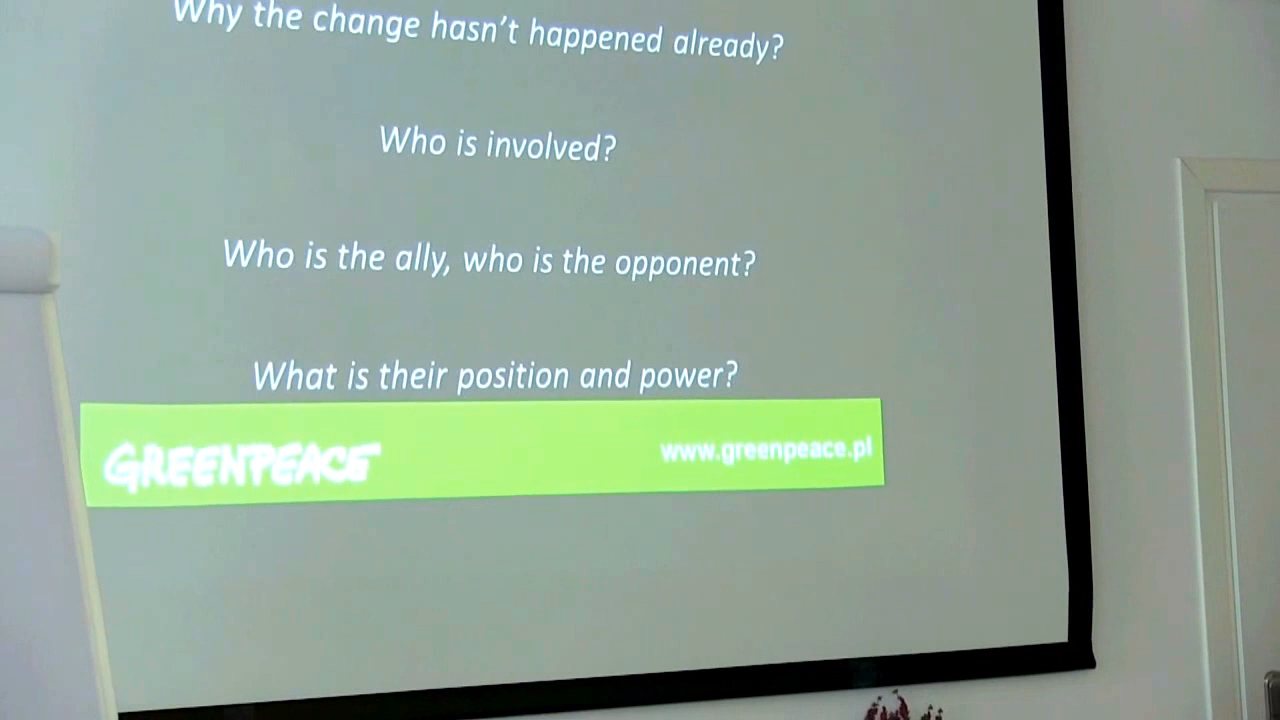 Why the change hasn't happened already?
Who is involved?
Who is the ally, who is the opponent?
What is their position and power?
GREENPEACE
www.greenpeace.pl